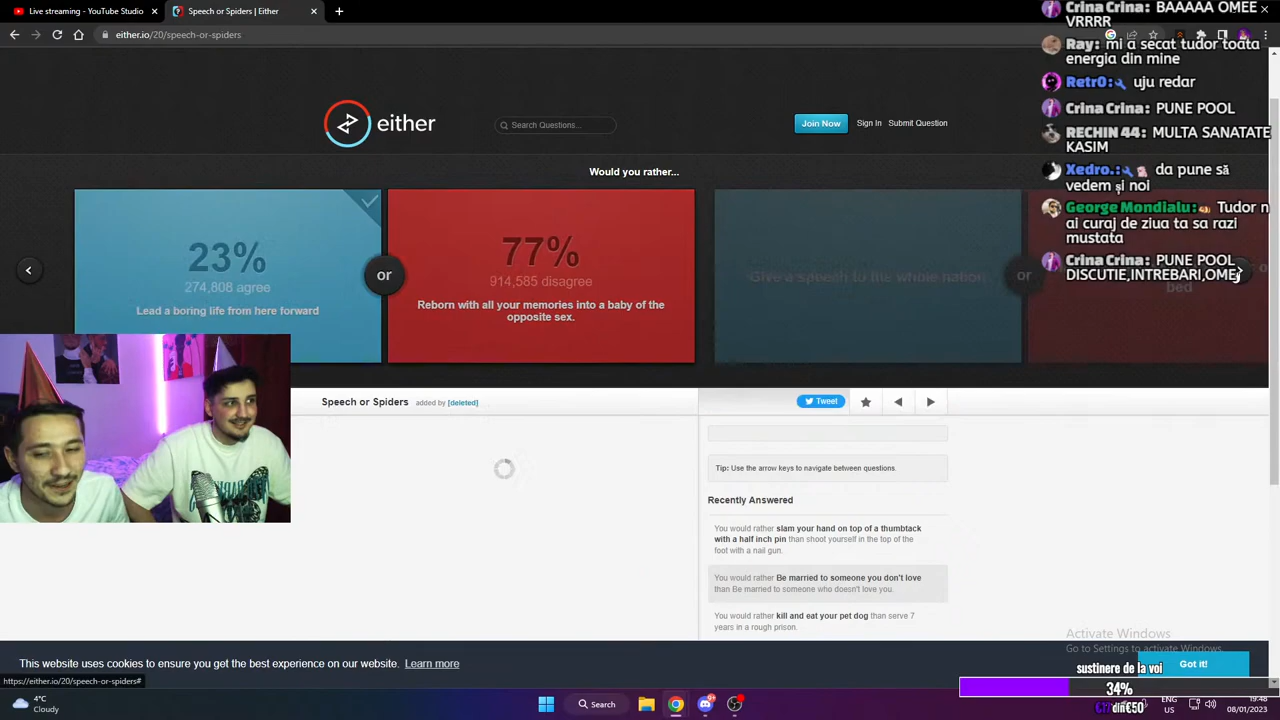 Live streaming - YouTube Studio
Speech or Spiders | Either
either.io/20/speech-or-spiders
either
Search Questions...
Join Now
Sign In
Submit Question
Would you rather...
23%
274,808 agree
Lead a boring life from here forward
or
77%
914,585 disagree
Reborn with all your memories into a baby of the
opposite sex.
Give a speech to the whole nation
or
bed
Crina Crina: BAAAAA OMEE
VRRRR
Ray: mi a secat tudor toata
energia din mine
Retr0: uju redar
Crina Crina: PUNE POOL
RECHIN 44: MULTA SANATATE
KASIM
Xedro.: da pune să
vedem și noi
George Mondialu: Tudor n
ai curaj de ziua ta sa razi
mustata
Crina Crina: PUNE POOL
DISCUTIE,INTREBARI,OMEE
Speech or Spiders added by [deleted]
Tweet
Tip: Use the arrow keys to navigate between questions.
Recently Answered
You would rather slam your hand on top of a thumbtack
with a half inch pin than shoot yourself in the top of the
foot with a nail gun.
You would rather Be married to someone you don't love
than Be married to someone who doesn't love you.
You would rather kill and eat your pet dog than serve 7
years in a rough prison.
This website uses cookies to ensure you get the best experience on our website. Learn more
Got it!
https://either.io/20/speech-or-spiders#
Activate Windows
Go to Settings to activate Windows.
sustinere de la voi
34%
€17 din €50
4°C
Cloudy
Search
ENG
US
19:48
08/01/2023